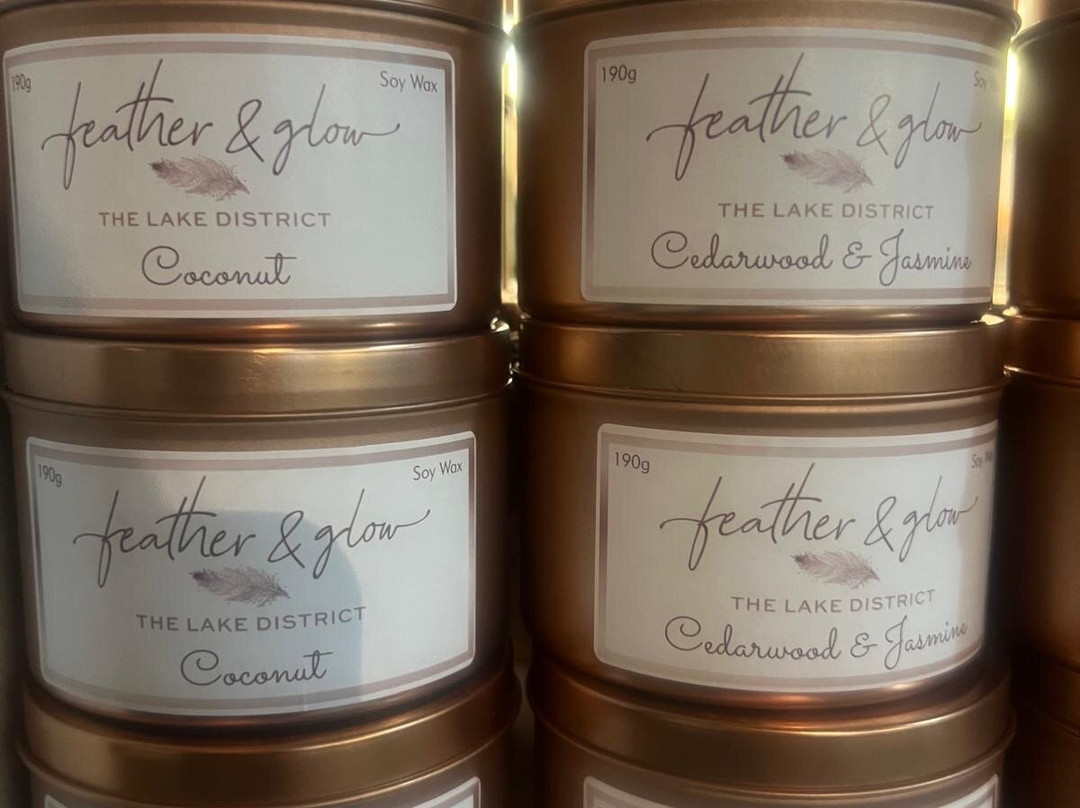 190g Soy Wax
feather & glow
THE LAKE DISTRICT
Coconut
190g
feather & glow
THE LAKE DISTRICT
Cedarwood & Jasmine
190g Soy Wax
feather & glow
THE LAKE DISTRICT
Coconut
190g Soy Wax
feather & glow
THE LAKE DISTRICT
Cedarwood & Jasmine